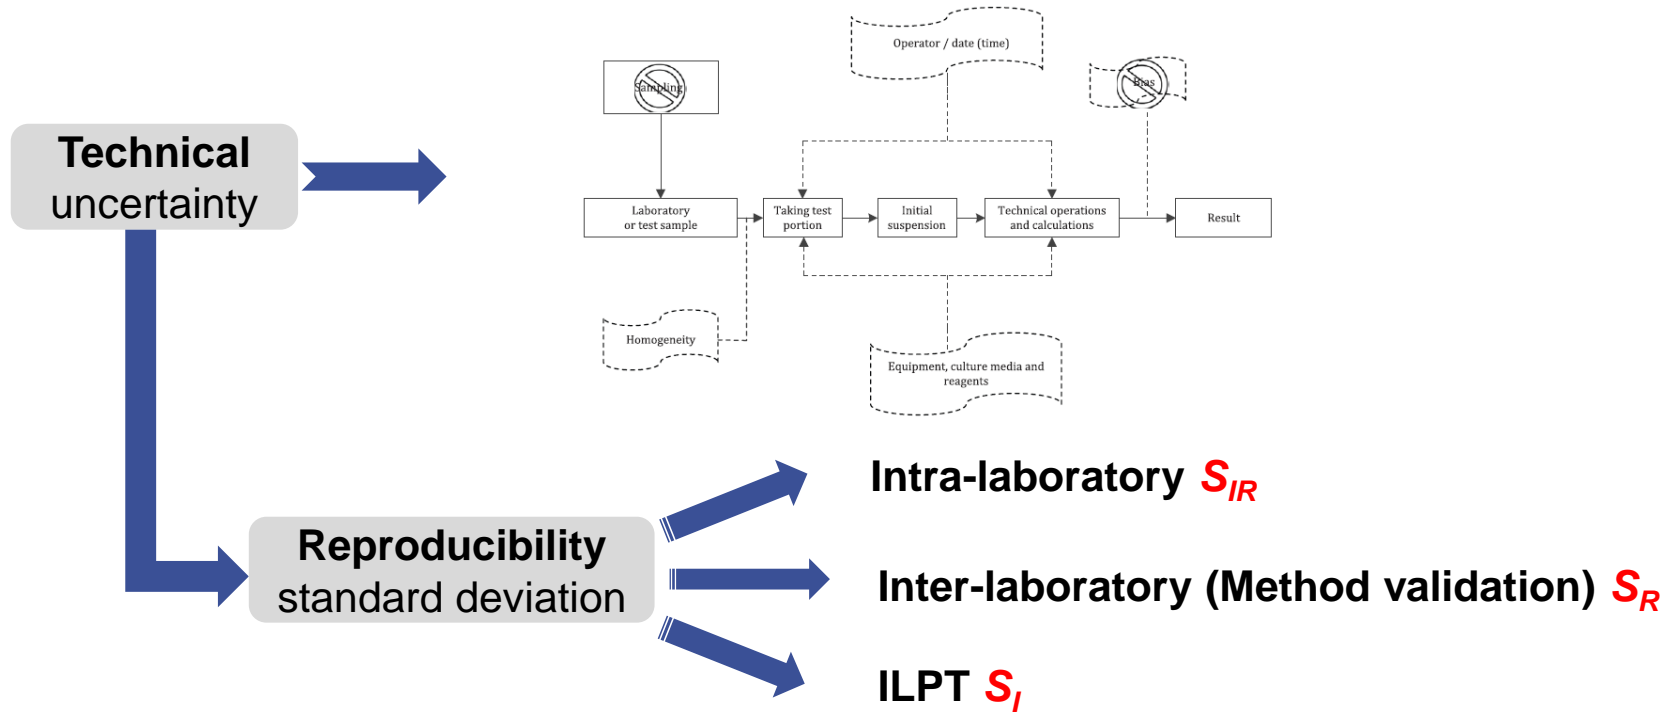 Operator / date (time)
Sampling
Bias
Technical
uncertainty
Laboratory
or test sample
Taking test
portion
Initial
suspension
Technical operations
and calculations
Result
Homogeneity
Equipment, culture media and
reagents
Intra-laboratory S_IR
Reproducibility
standard deviation
Inter-laboratory (Method validation) S_R
ILPT S_I